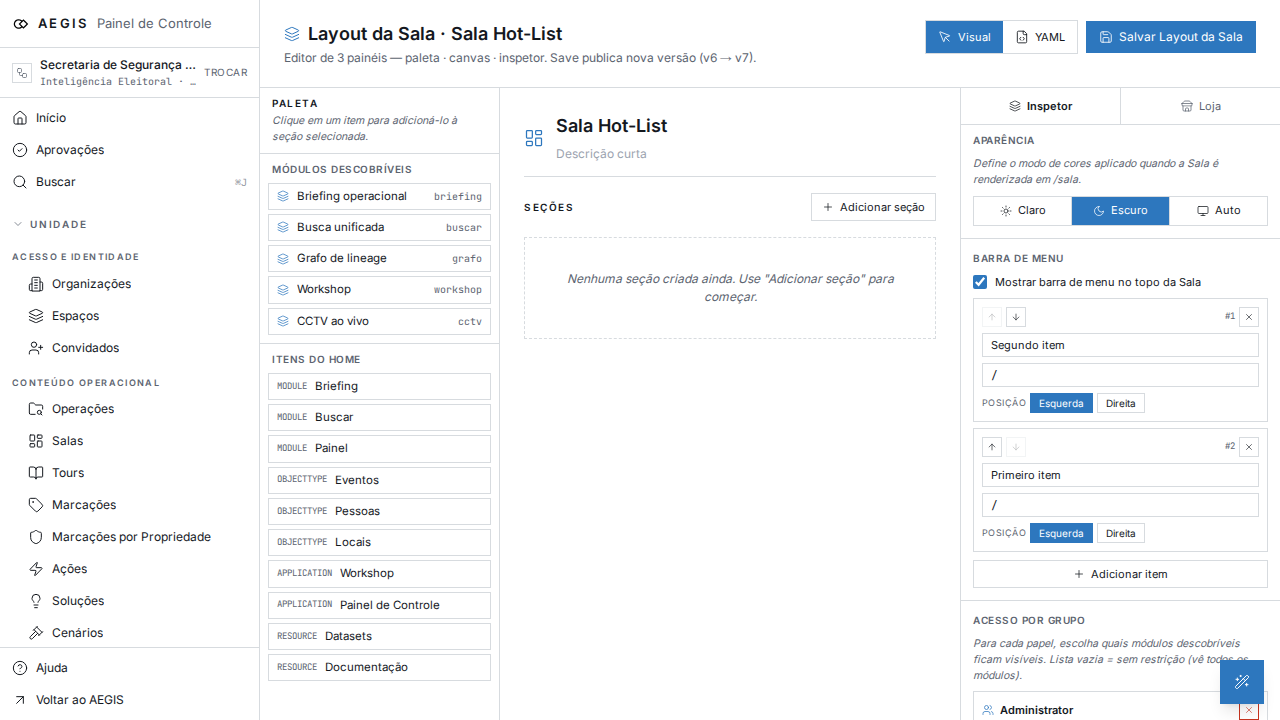 AEGIS Painel de Controle
Secretaria de Segurança ...
Inteligência Eleitoral · …
TROCAR
Início
Aprovações
Buscar ⌘J
UNIDADE
ACESSO E IDENTIDADE
Organizações
Espaços
Convidados
CONTEÚDO OPERACIONAL
Operações
Salas
Tours
Marcações
Marcações por Propriedade
Ações
Soluções
Cenários
Ajuda
Voltar ao AEGIS
Layout da Sala · Sala Hot-List
Editor de 3 painéis — paleta · canvas · inspetor. Save publica nova versão (v6 → v7).
Visual
YAML
Salvar Layout da Sala
PALETA
Clique em um item para adicioná-lo à
seção selecionada.
MÓDULOS DESCOBRÍVEIS
Briefing operacional briefing
Busca unificada buscar
Grafo de lineage grafo
Workshop workshop
CCTV ao vivo cctv
ITENS DO HOME
MODULE Briefing
MODULE Buscar
MODULE Painel
OBJECTTYPE Eventos
OBJECTTYPE Pessoas
OBJECTTYPE Locais
APPLICATION Workshop
APPLICATION Painel de Controle
RESOURCE Datasets
RESOURCE Documentação
Sala Hot-List
Descrição curta
SEÇÕES
Adicionar seção
Nenhuma seção criada ainda. Use "Adicionar seção" para
começar.
Inspetor
Loja
APARÊNCIA
Define o modo de cores aplicado quando a Sala é
renderizada em /sala.
Claro
Escuro
Auto
BARRA DE MENU
Mostrar barra de menu no topo da Sala
#1
Segundo item
/
POSIÇÃO Esquerda Direita
#2
Primeiro item
/
POSIÇÃO Esquerda Direita
Adicionar item
ACESSO POR GRUPO
Para cada papel, escolha quais módulos descobríveis
ficam visíveis. Lista vazia = sem restrição (vê todos os
módulos).
Administrator